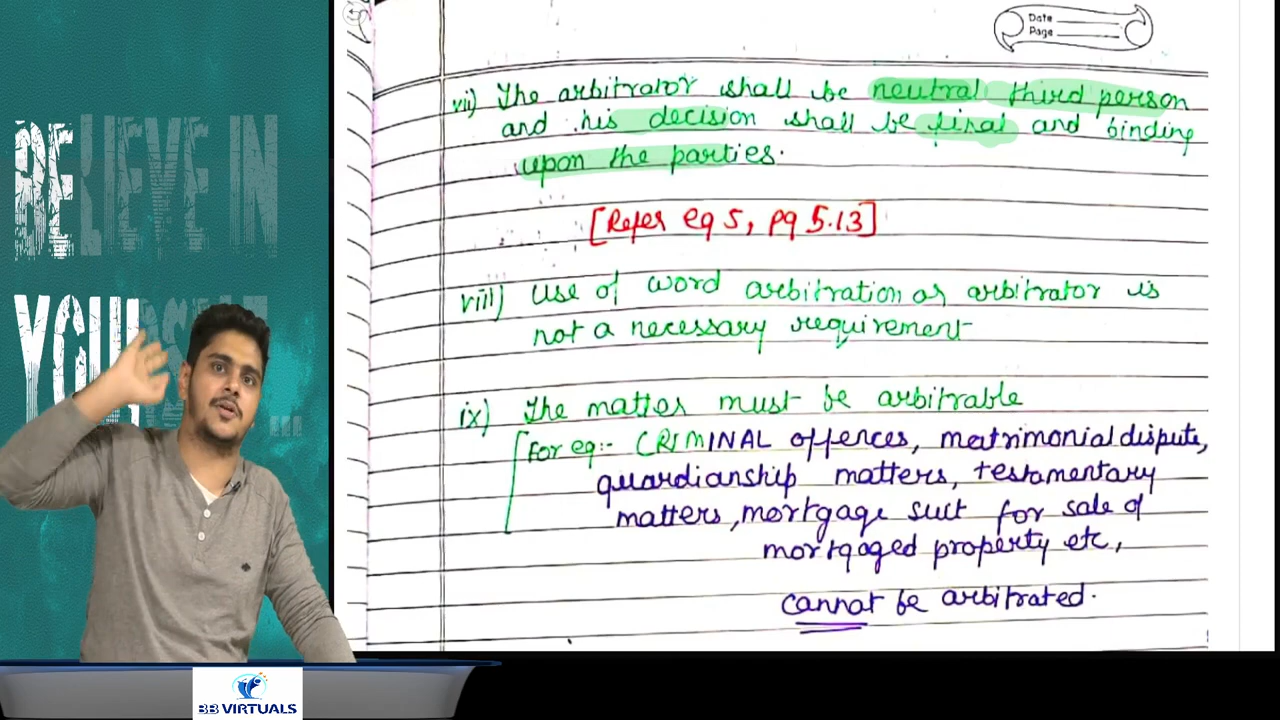 BELIEVE IN
Date
Page
vii) The arbitrator shall be neutral third person
and his decision shall be final and binding
upon the parties.
[Refer eg 5, pg 5.13]
viii) Use of word arbitration or arbitrator is
not a necessary requirement
ix) The matter must be arbitrable
[For eg:- CRIMINAL offences, matrimonial dispute,
guardianship matters, testamentary
matters, mortgage suit for sale of
mortgaged property etc,
cannot be arbitrated.
BB VIRTUALS